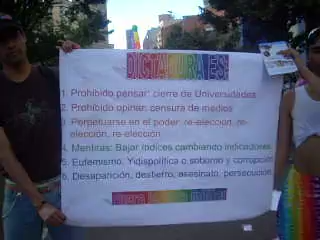 DICTADURA ES:
1. Prohibido pensar: cierre de Universidades
2. Prohibido opinar: censura de medios
3. Perpetuarse en el poder: re-elección, re-
elección, re-elección
4. Mentiras: Bajar índices cambiando indicadores.
5. Eufemismo, Yidispolítica o soborno y corrupción
6. Desaparición, destierro, asesinato, persecución